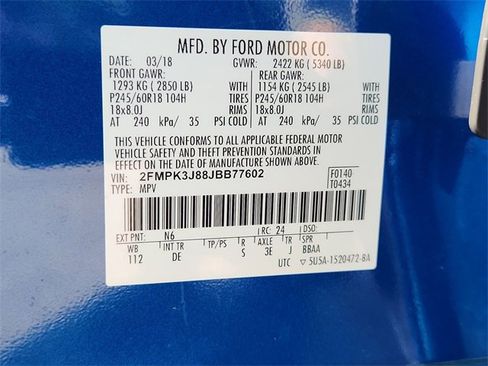 MFD. BY FORD MOTOR CO.
DATE: 03/18 GVWR: 2422 KG ( 5340 LB)
FRONT GAWR: REAR GAWR:
1293 KG ( 2850 LB) WITH 1154 KG ( 2545 LB) WITH
P245/60R18 104H TIRES P245/60R18 104H TIRES
18x8.0J RIMS 18x8.0J RIMS
AT 240 kPa/ 35 PSI COLD AT 240 kPa/ 35 PSI COLD
THIS VEHICLE CONFORMS TO ALL APPLICABLE FEDERAL MOTOR
VEHICLE SAFETY AND THEFT PREVENTION STANDARDS IN
EFFECT ON THE DATE OF MANUFACTURE SHOWN ABOVE.
VIN: 2FMPK3J88JBB77602 F0140
TYPE: MPV T0434
EXT PNT: N6 RC: 24
WB INT TR TP/PS R AXLE TR SPR
112 DE S 3E J BBAA
UTC ▽ 5U5A-1520472-BA